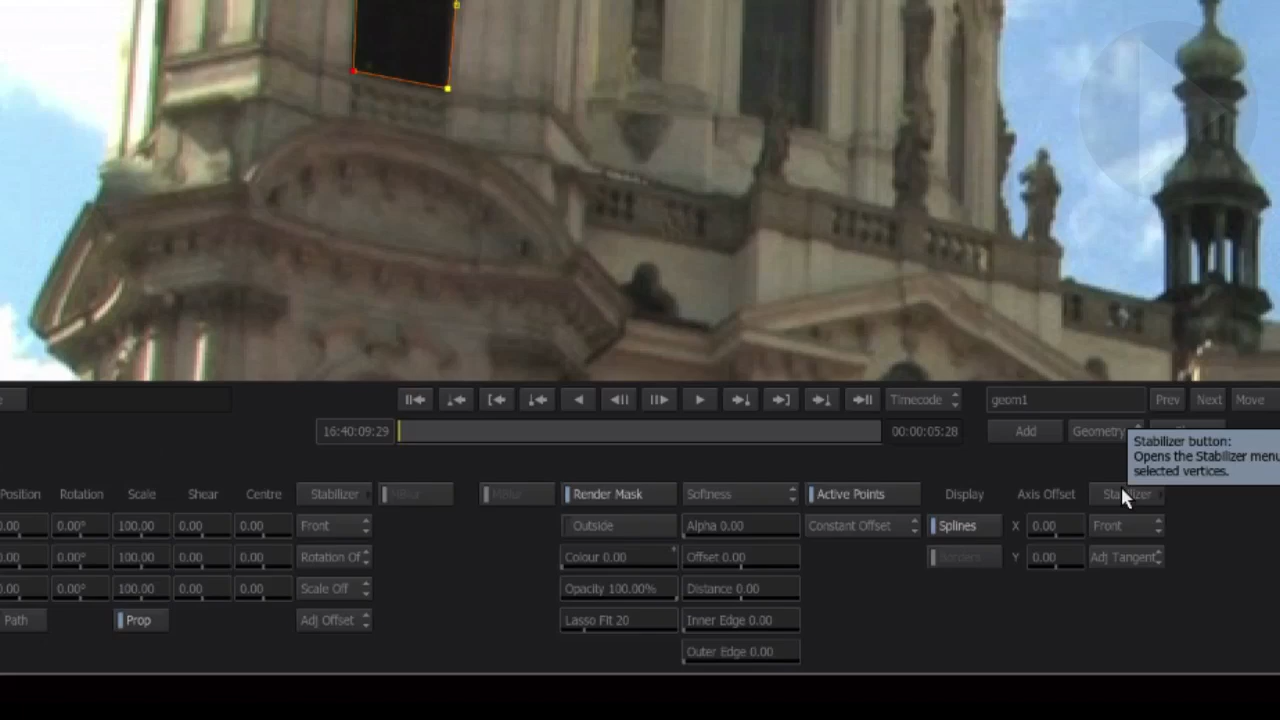 geom1 Prev Next Move
Timecode
16:40:09:29 00:00:05:28 Add Geometry
Stabilizer button:
Opens the Stabilizer menu
selected vertices.
Position Rotation Scale Shear Centre Stabilizer Render Mask Softness Active Points Display Axis Offset Stabilizer
0.00 0.00° 100.00 0.00 0.00 Front Outside Alpha 0.00 Constant Offset Splines X 0.00 Front
0.00 0.00° 100.00 0.00 0.00 Rotation Of Colour 0.00 Offset 0.00 Borders Y 0.00 Adj Tangent
0.00 0.00° 100.00 0.00 0.00 Scale Off Opacity 100.00% Distance 0.00
Path Prop Adj Offset Lasso Fit 20 Inner Edge 0.00
Outer Edge 0.00